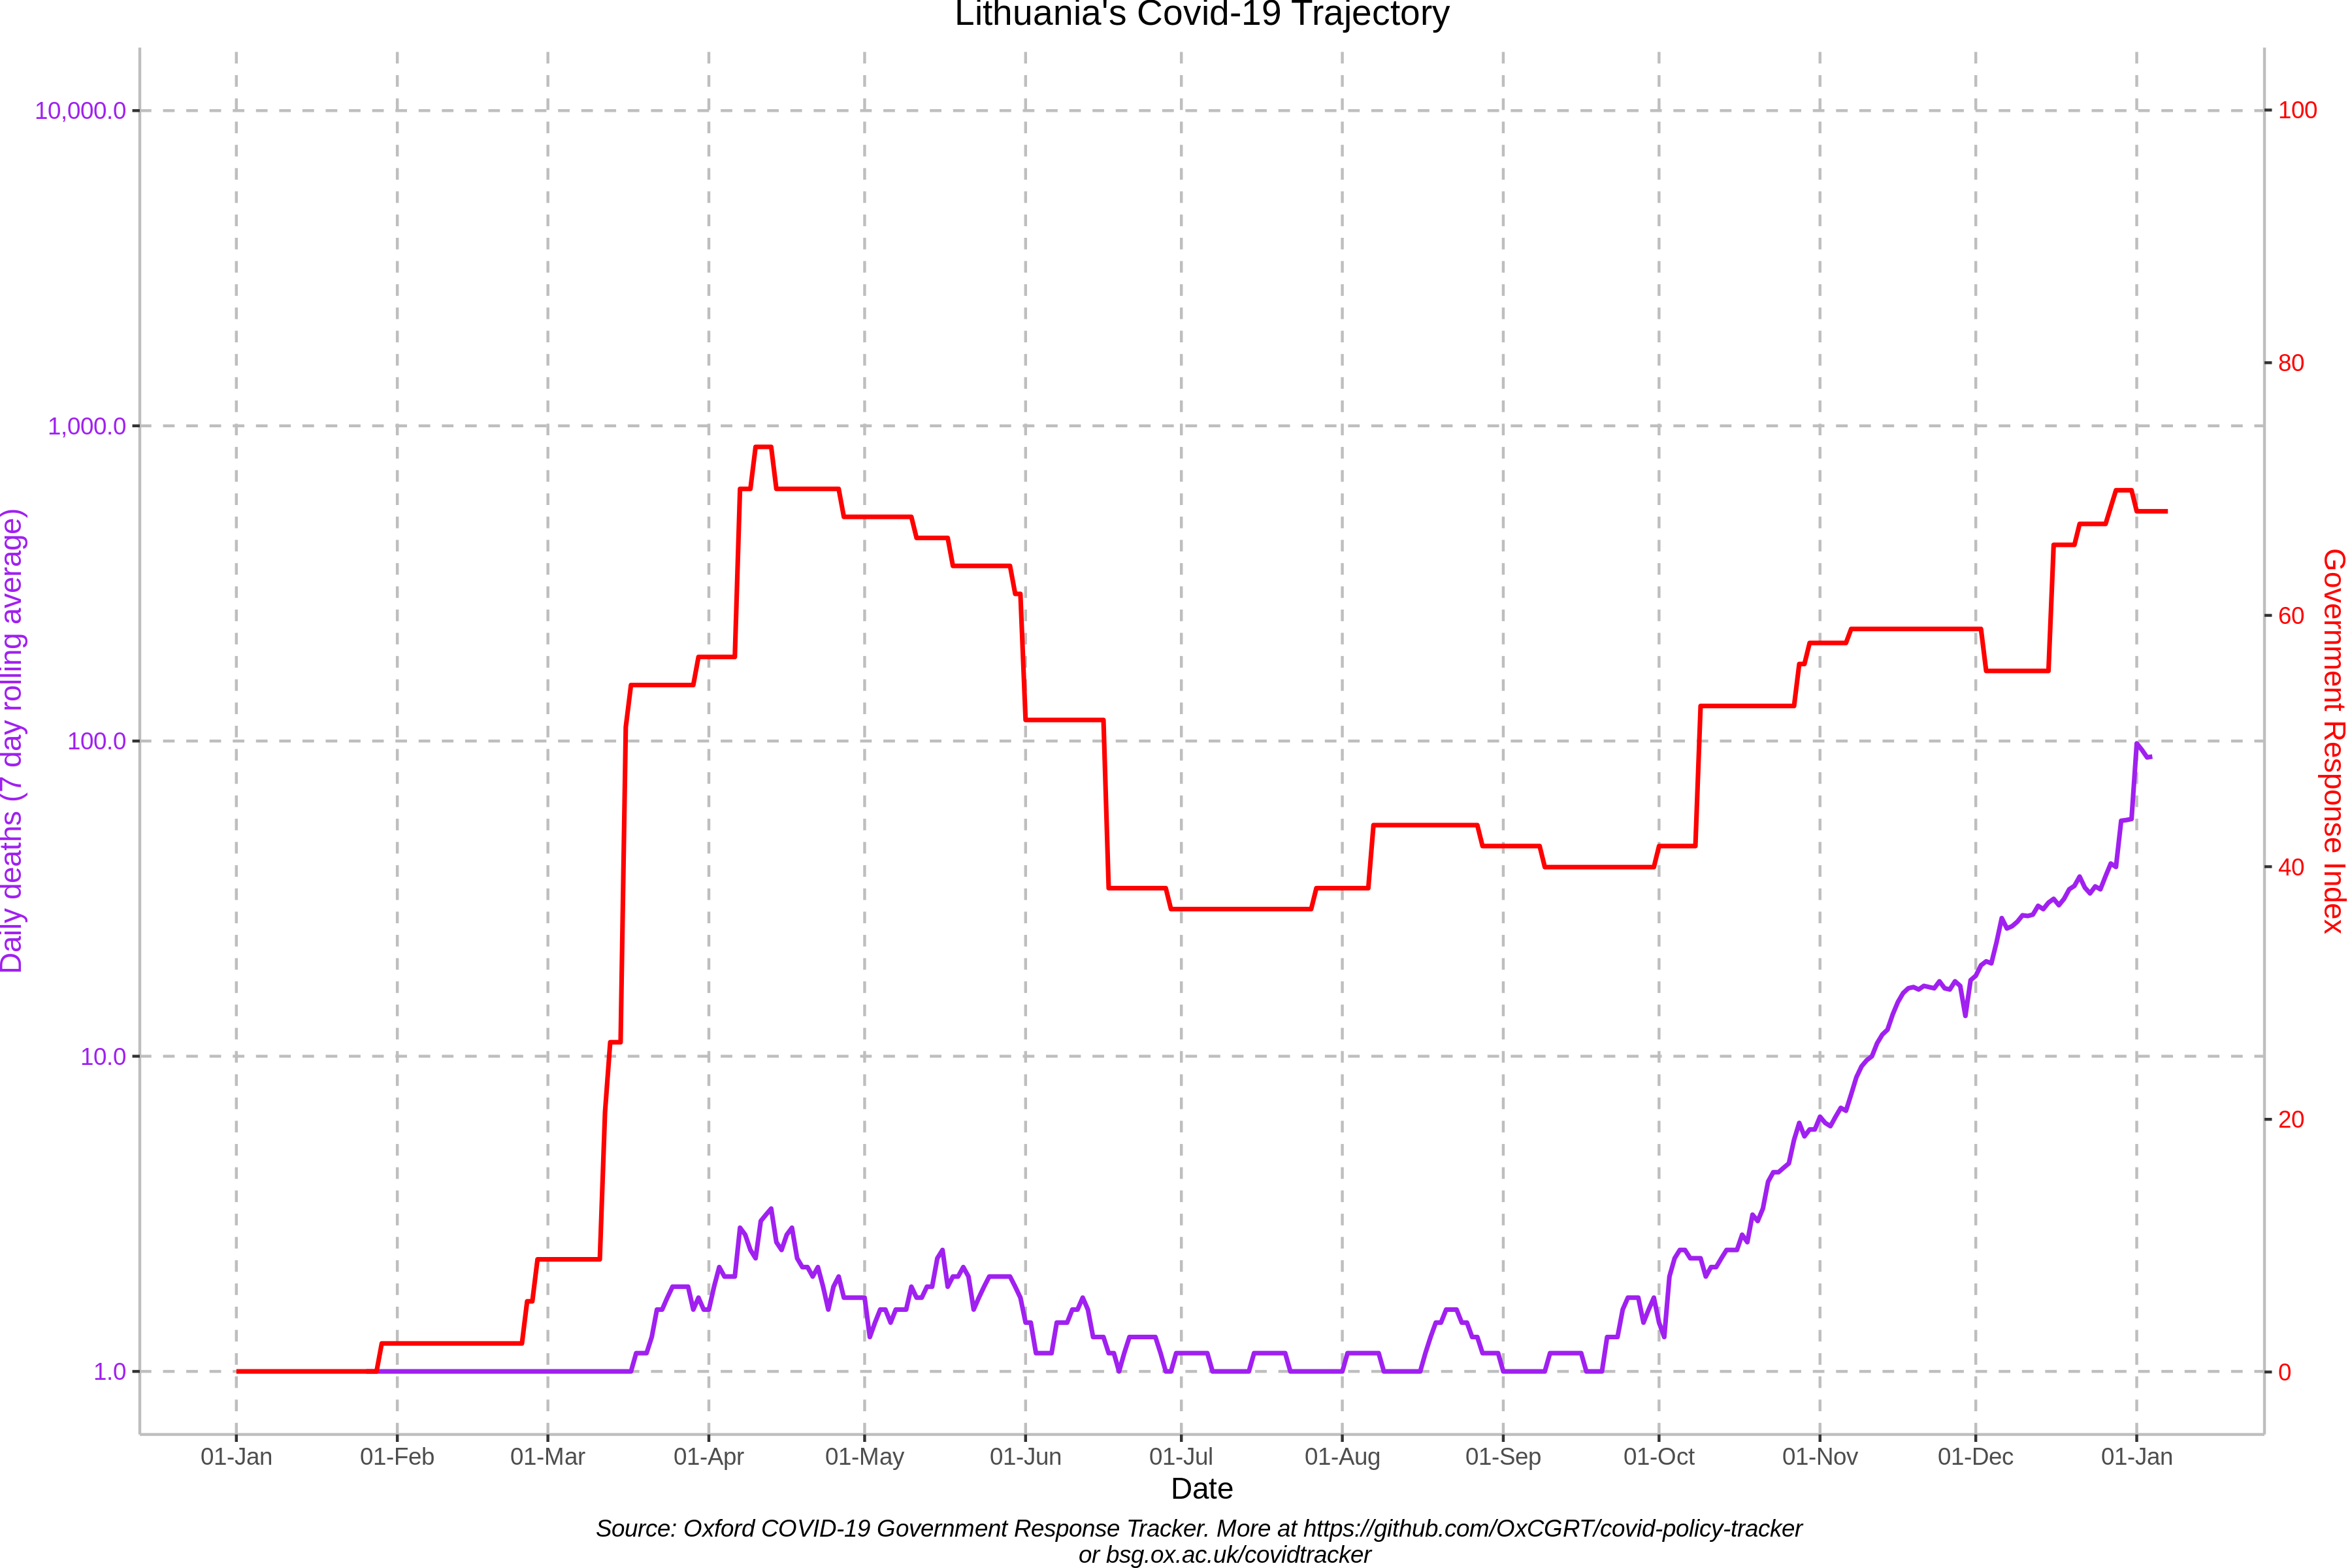 Lithuania's Covid-19 Trajectory
10,000.0
1,000.0
100.0
10.0
1.0
Daily deaths (7 day rolling average)
100
80
60
40
20
0
Government Response Index
01-Jan 01-Feb 01-Mar 01-Apr 01-May 01-Jun 01-Jul 01-Aug 01-Sep 01-Oct 01-Nov 01-Dec 01-Jan
Date
Source: Oxford COVID-19 Government Response Tracker. More at https://github.com/OxCGRT/covid-policy-tracker
or bsg.ox.ac.uk/covidtracker